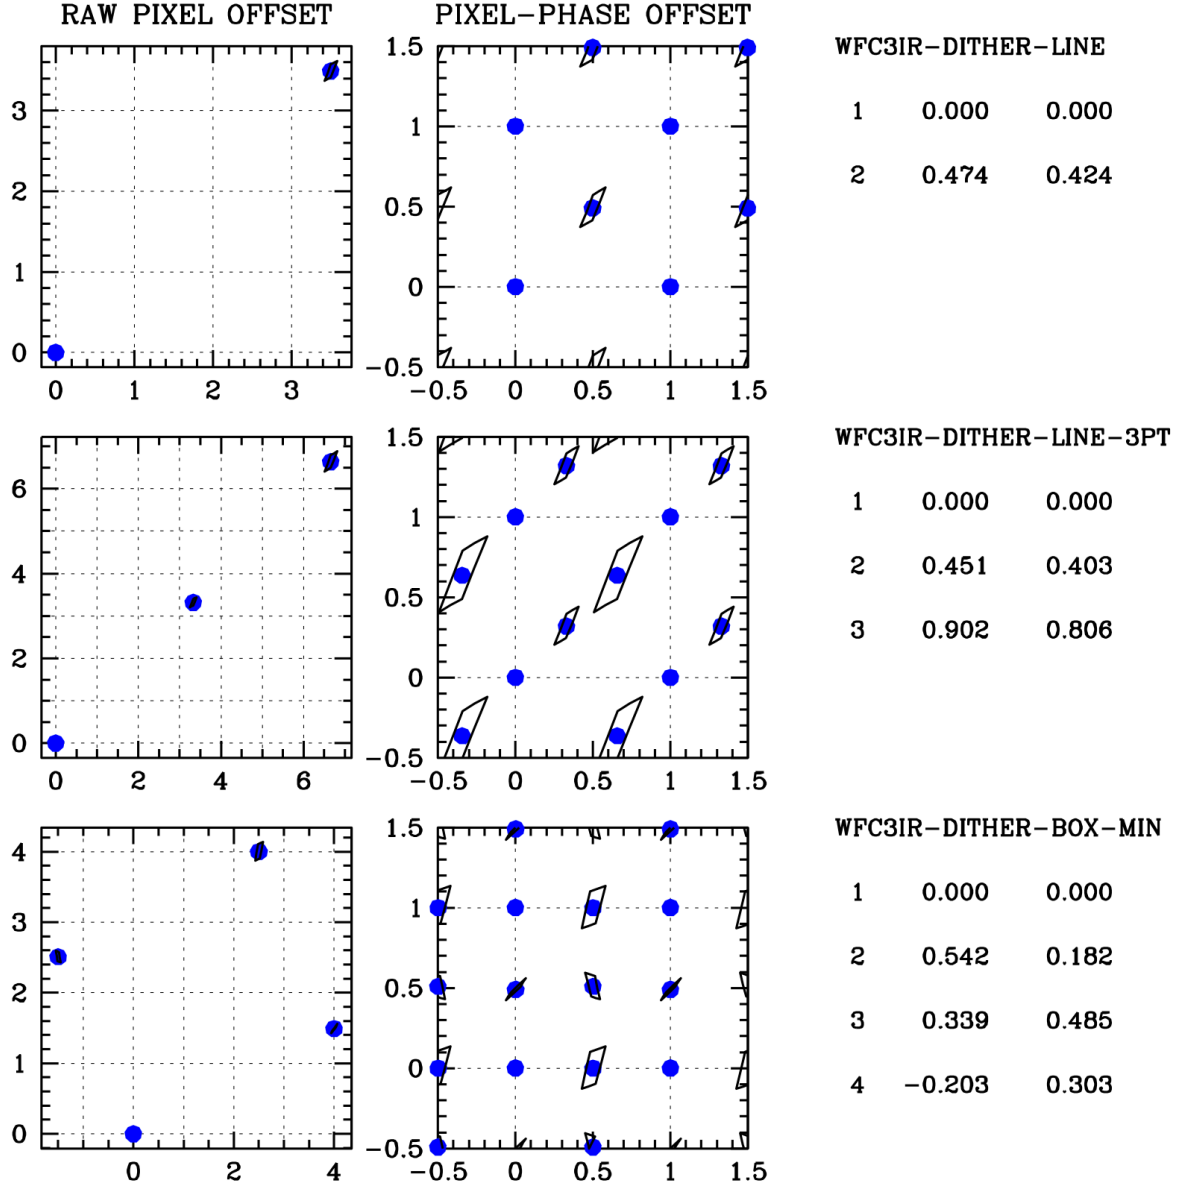 RAW PIXEL OFFSET PIXEL-PHASE OFFSET
WFC3IR-DITHER-LINE
1 0.000 0.000
2 0.474 0.424
3
2
1
0
0 1 2 3
1.5
1
0.5
0
-0.5
-0.5 0 0.5 1 1.5
WFC3IR-DITHER-LINE-3PT
1 0.000 0.000
2 0.451 0.403
3 0.902 0.806
6
4
2
0
0 2 4 6
1.5
1
0.5
0
-0.5
-0.5 0 0.5 1 1.5
WFC3IR-DITHER-BOX-MIN
1 0.000 0.000
2 0.542 0.182
3 0.339 0.485
4 -0.203 0.303
4
3
2
1
0
0 2 4
1.5
1
0.5
0
-0.5
-0.5 0 0.5 1 1.5